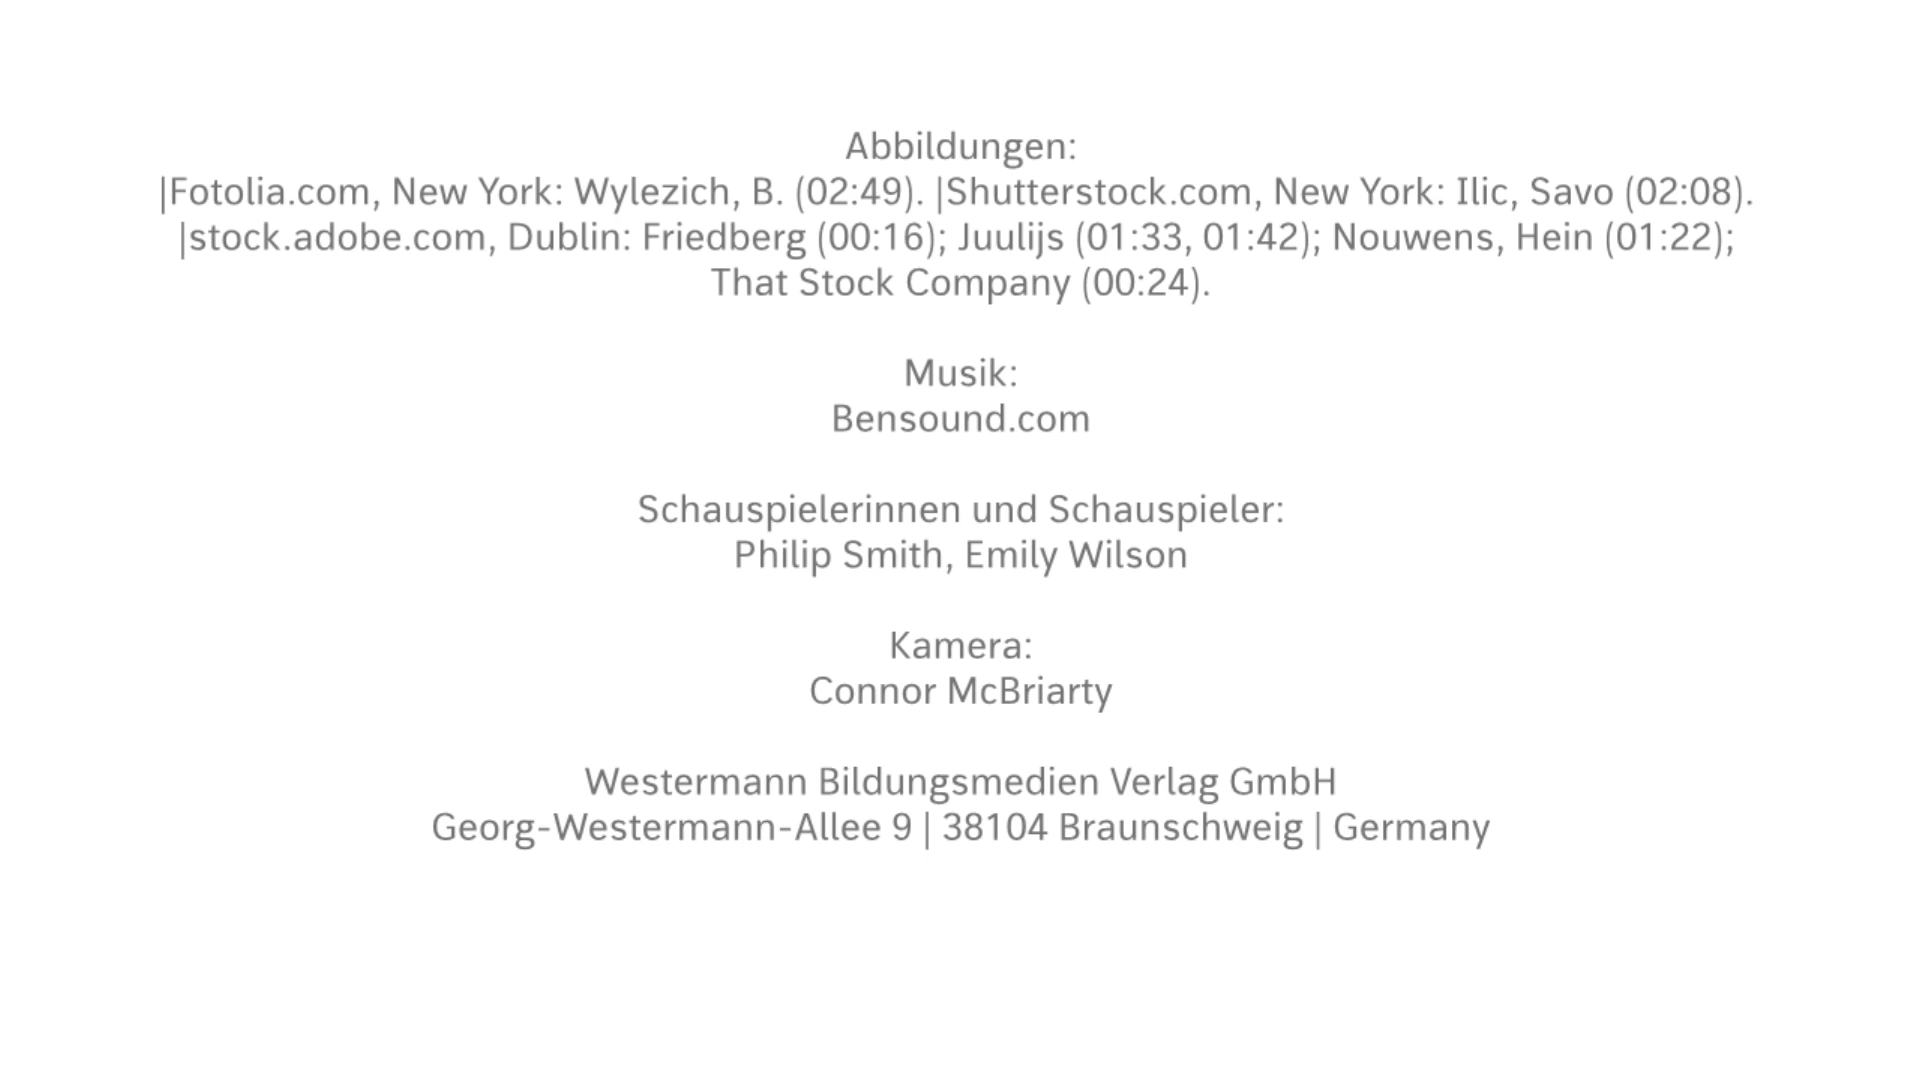 Abbildungen:
|Fotolia.com, New York: Wylezich, B. (02:49). |Shutterstock.com, New York: Ilic, Savo (02:08).
|stock.adobe.com, Dublin: Friedberg (00:16); Juulijs (01:33, 01:42); Nouwens, Hein (01:22);
That Stock Company (00:24).
Musik:
Bensound.com
Schauspielerinnen und Schauspieler:
Philip Smith, Emily Wilson
Kamera:
Connor McBriarty
Westermann Bildungsmedien Verlag GmbH
Georg-Westermann-Allee 9 | 38104 Braunschweig | Germany